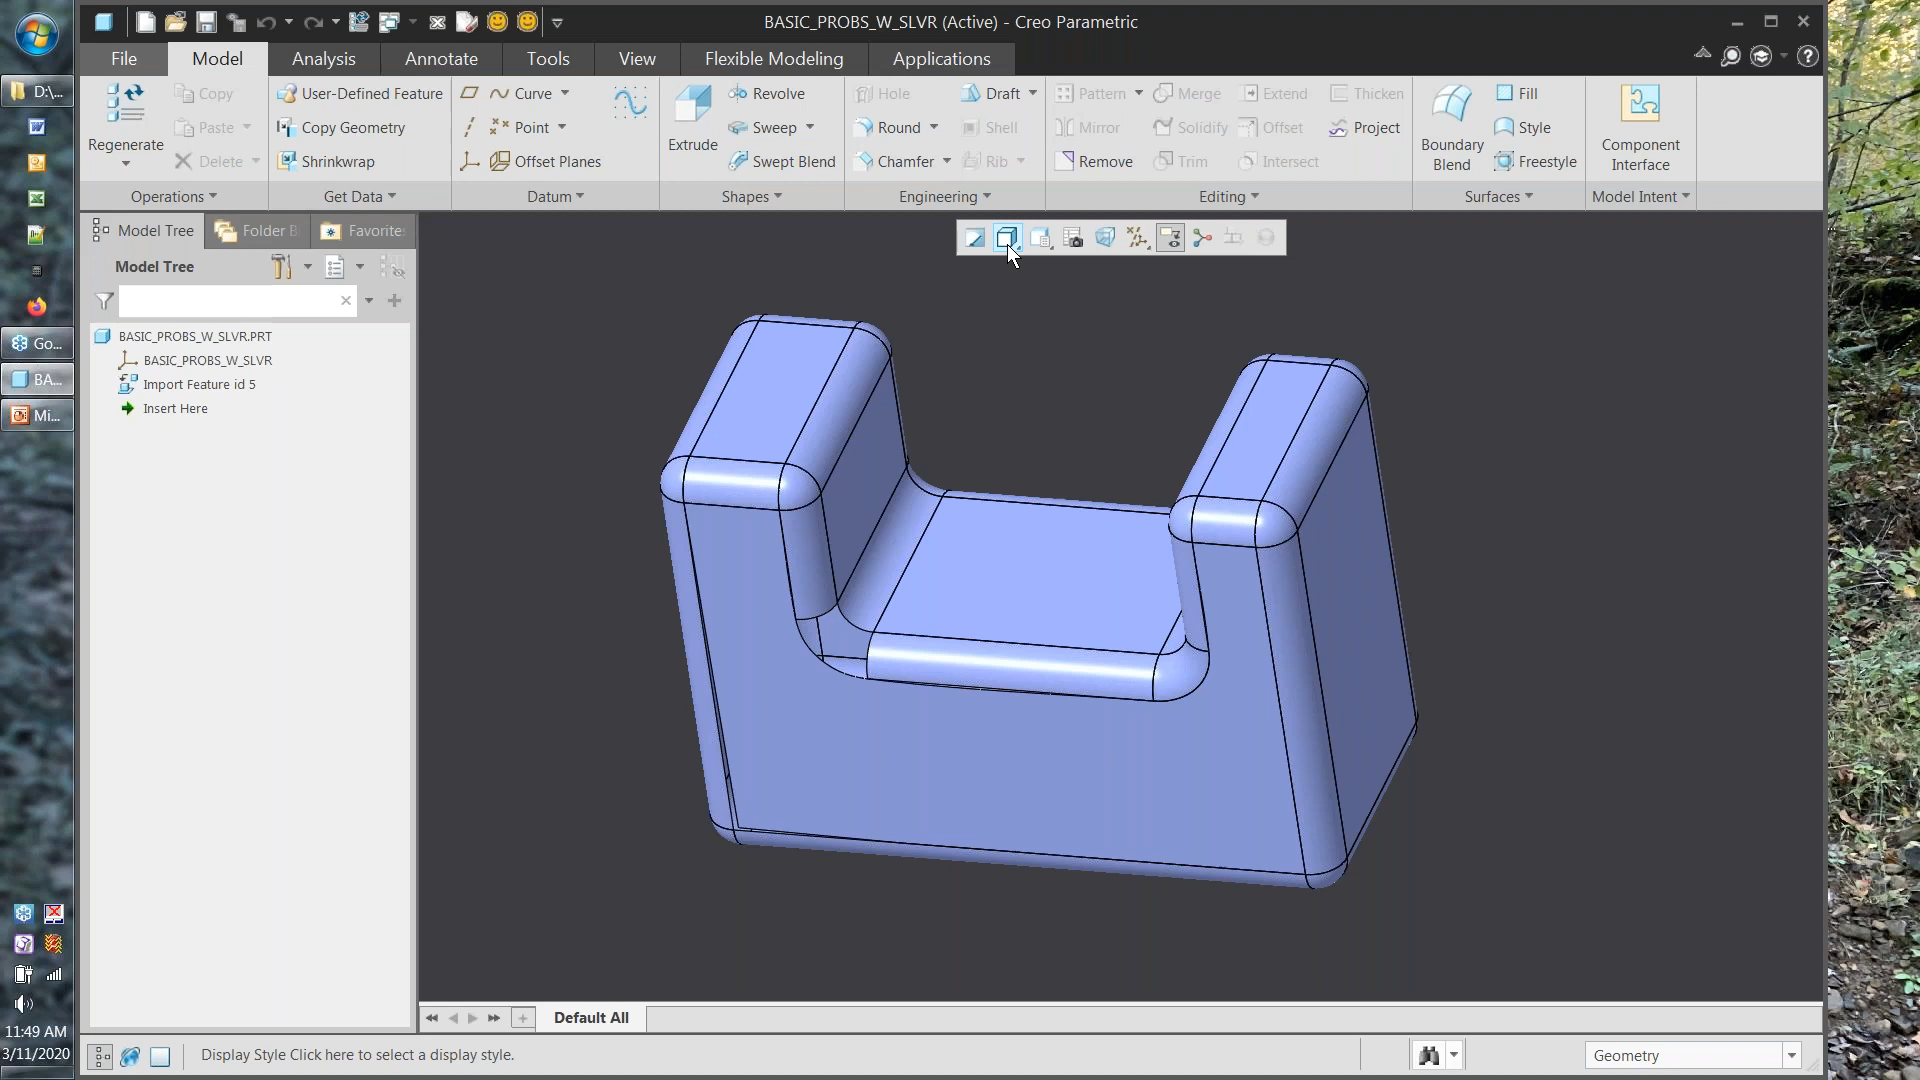 BASIC_PROBS_W_SLVR (Active) - Creo Parametric
File Model Analysis Annotate Tools View Flexible Modeling Applications
Regenerate
Copy
Paste
Delete
Operations
User-Defined Feature
Copy Geometry
Shrinkwrap
Get Data
Curve
Point
Offset Planes
Datum
Extrude
Revolve
Sweep
Swept Blend
Shapes
Hole
Round
Chamfer
Draft
Shell
Rib
Engineering
Pattern
Mirror
Remove
Merge
Solidify
Trim
Extend
Offset
Intersect
Thicken
Project
Editing
Boundary
Blend
Fill
Style
Freestyle
Surfaces
Component
Interface
Model Intent
Model Tree
Folder B
Favorites
Model Tree
BASIC_PROBS_W_SLVR.PRT
BASIC_PROBS_W_SLVR
Import Feature id 5
Insert Here
Default All
Display Style Click here to select a display style.
Geometry
D:\...
Go...
BA...
Mi...
11:49 AM
3/11/2020